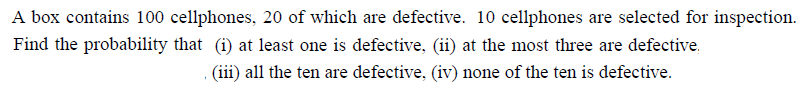 A box contains 100 cellphones, 20 of which are defective. 10 cellphones are selected for inspection.
Find the probability that (i) at least one is defective, (ii) at the most three are defective,
(iii) all the ten are defective, (iv) none of the ten is defective.